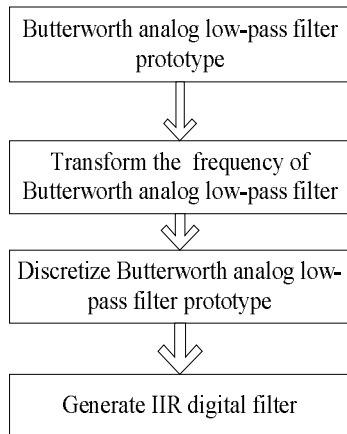 Butterworth analog low-pass filter
prototype
Transform the frequency of
Butterworth analog low-pass filter
Discretize Butterworth analog low-
pass filter prototype
Generate IIR digital filter